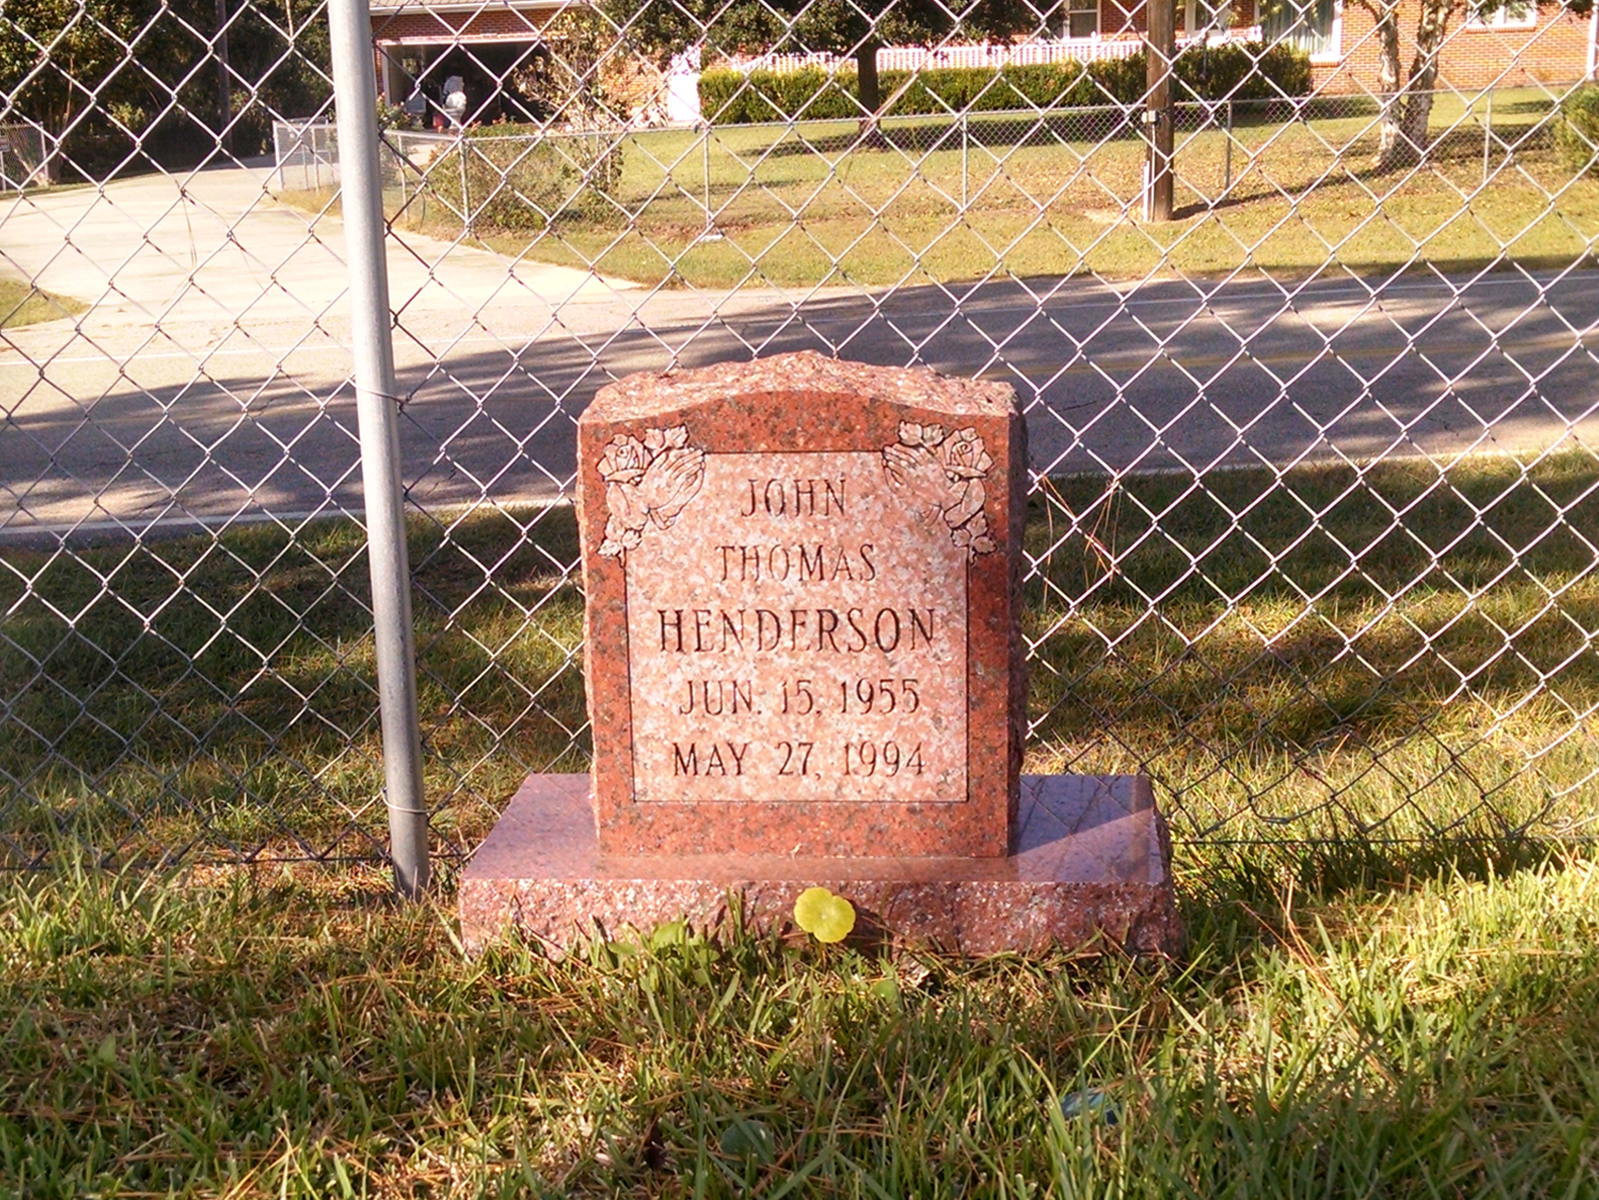 JOHN
THOMAS
HENDERSON
JUN. 15, 1955
MAY 27, 1994